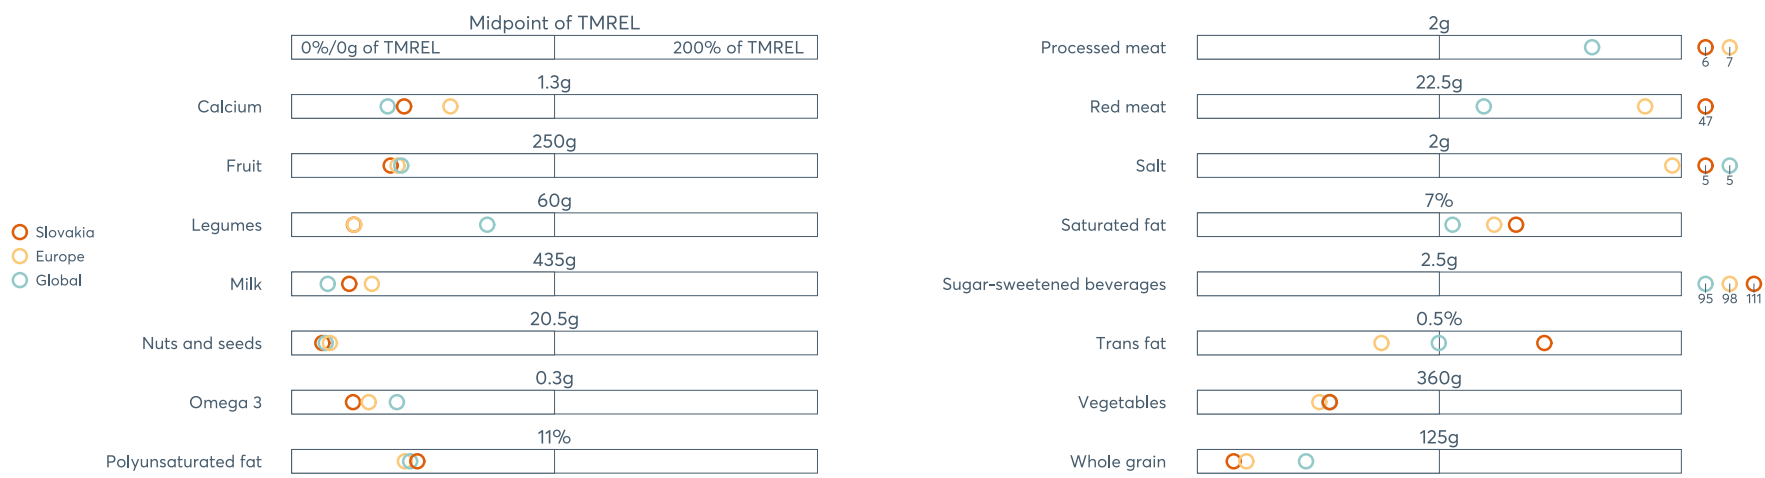 Midpoint of TMREL
0%/0g of TMREL 200% of TMREL
1.3g
Calcium
250g
Fruit
60g
Legumes
435g
Milk
20.5g
Nuts and seeds
0.3g
Omega 3
11%
Polyunsaturated fat
Slovakia
Europe
Global
2g
Processed meat
6 7
22.5g
Red meat
47
2g
Salt
5 5
7%
Saturated fat
2.5g
Sugar-sweetened beverages
95 98 111
0.5%
Trans fat
360g
Vegetables
125g
Whole grain